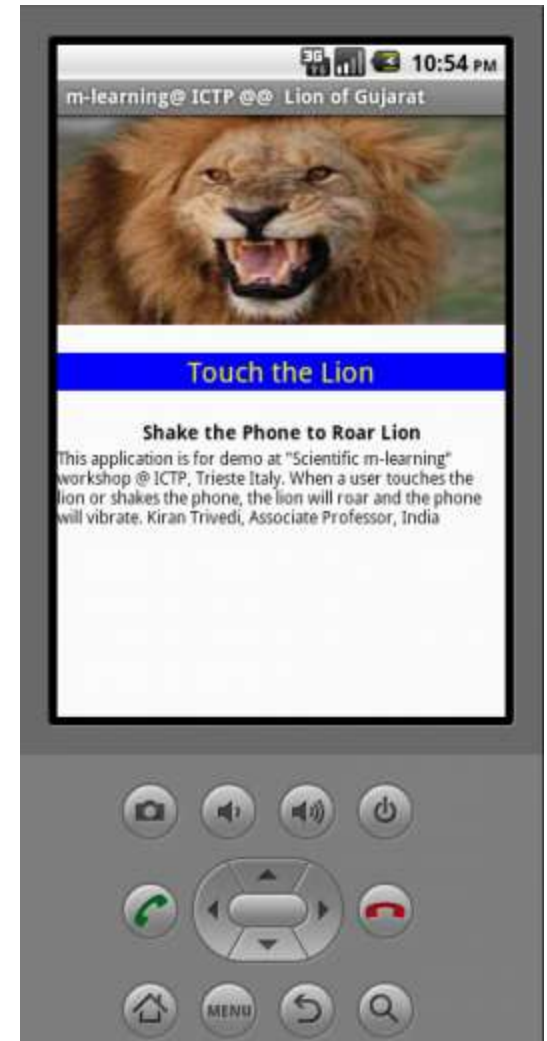 3G
10:54 PM
m-learning@ ICTP @@ Lion of Gujarat
Touch the Lion
Shake the Phone to Roar Lion
This application is for demo at "Scientific m-learning"
workshop @ ICTP, Trieste Italy. When a user touches the
lion or shakes the phone, the lion will roar and the phone
will vibrate. Kiran Trivedi, Associate Professor, India
MENU